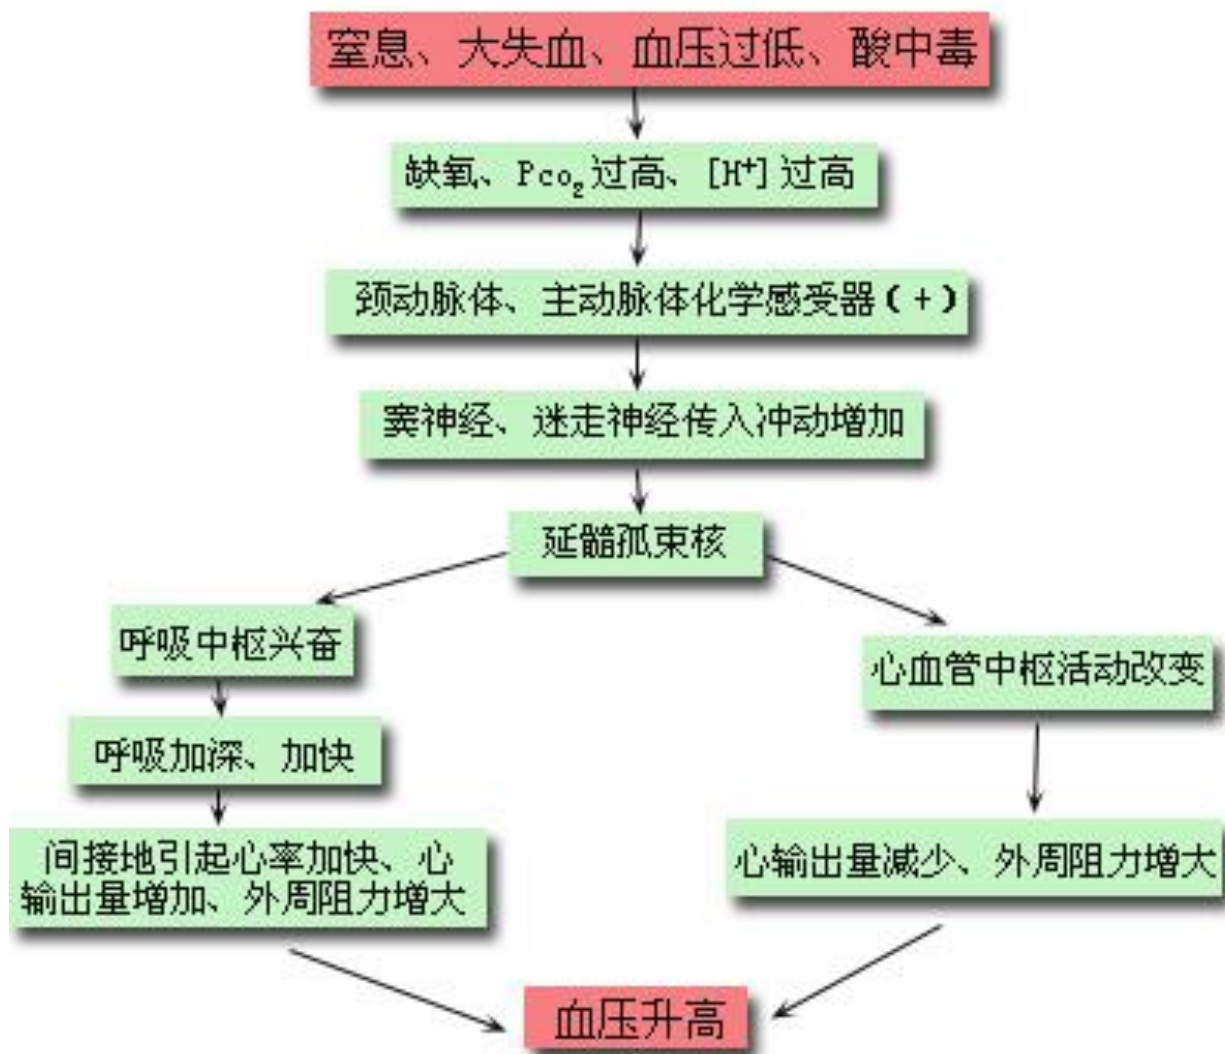 窒息、大失血、血压过低、酸中毒
缺氧、Pco₂过高、[H⁺]过高
颈动脉体、主动脉体化学感受器(+)
窦神经、迷走神经传入冲动增加
延髓孤束核
呼吸中枢兴奋
心血管中枢活动改变
呼吸加深、加快
间接地引起心率加快、心
输出量增加、外周阻力增大
心输出量减少、外周阻力增大
血压升高